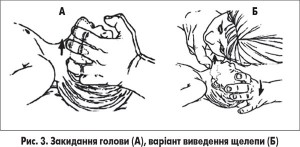 А Б
Рис. 3. Закидання голови (А), варіант виведення щелепи (Б)